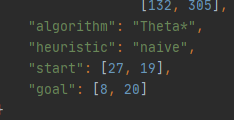 [132, 305],
"algorithm": "Theta*",
"heuristic": "naive",
"start": [27, 19],
"goal": [8, 20]